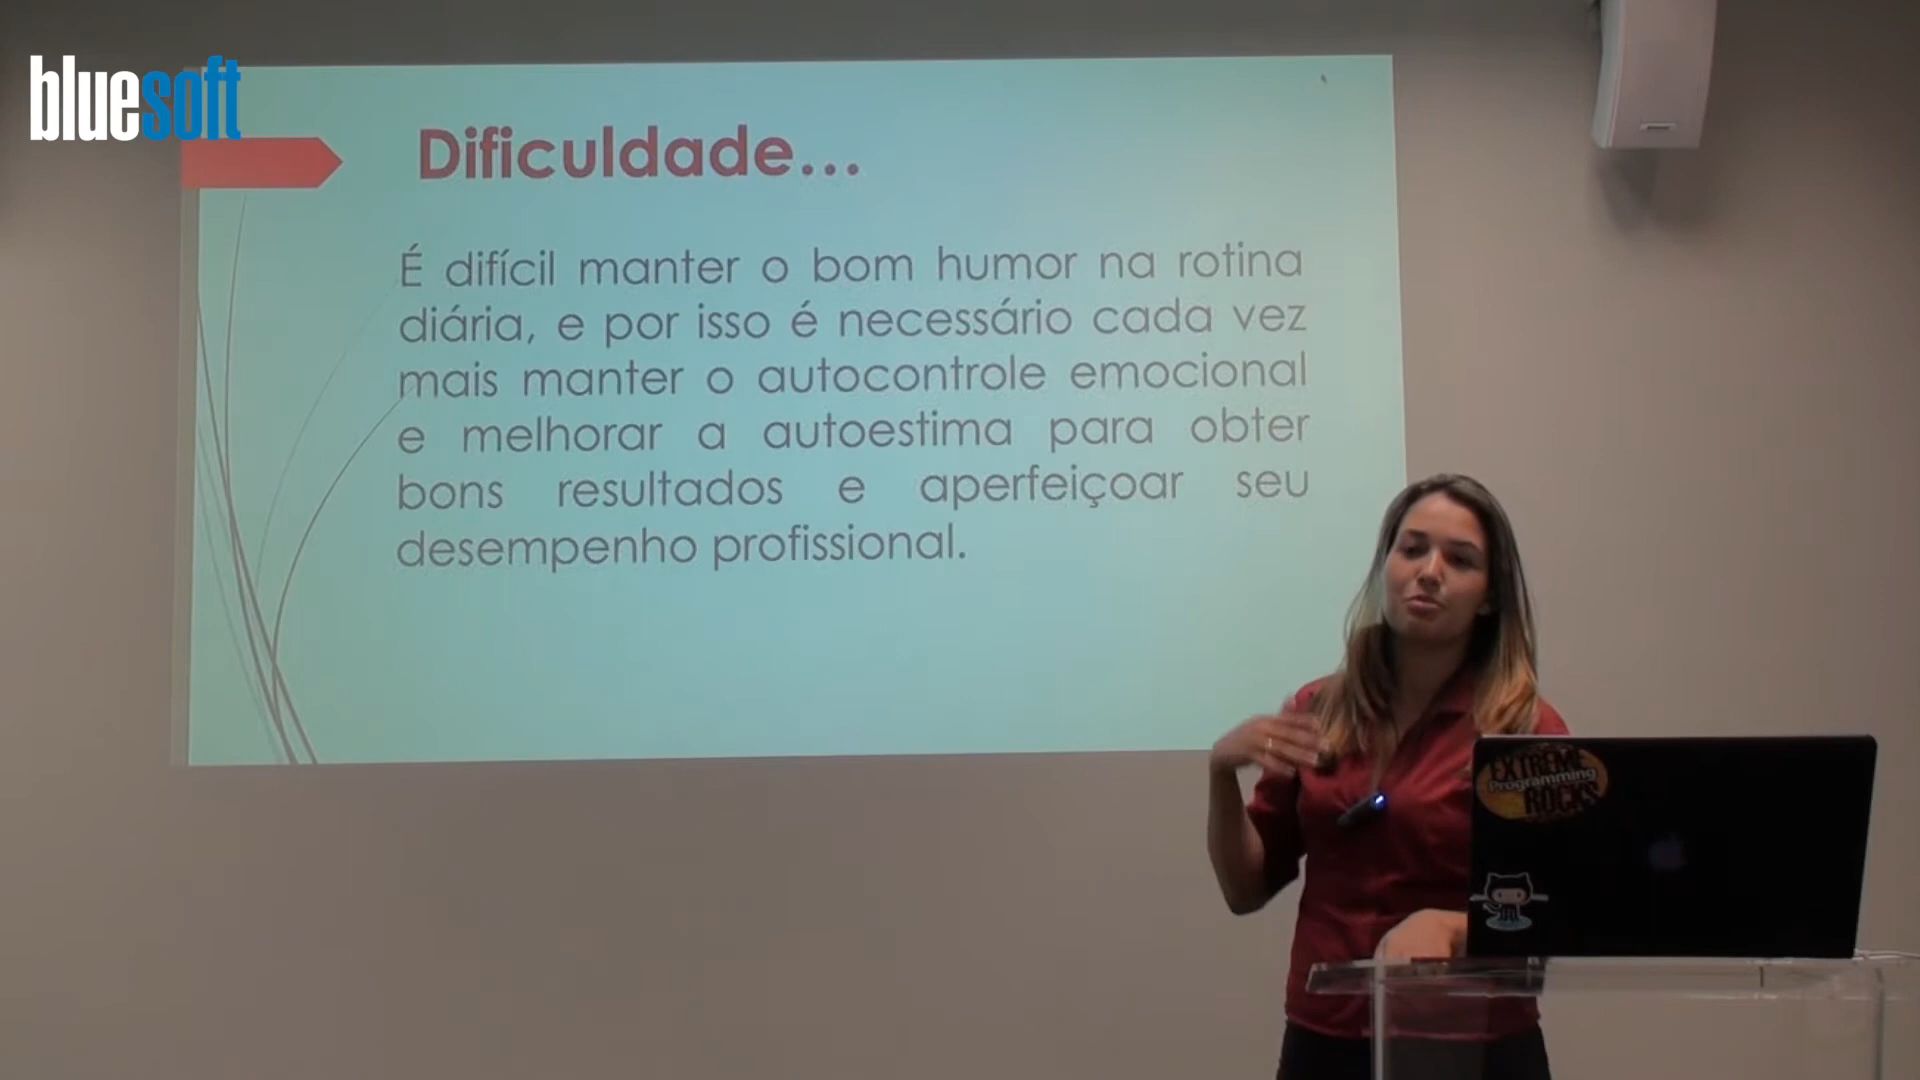 bluesoft
Dificuldade...
É difícil manter o bom humor na rotina
diária, e por isso é necessário cada vez
mais manter o autocontrole emocional
e melhorar a autoestima para obter
bons resultados e aperfeiçoar seu
desempenho profissional.
EXTREME
Programming
ROCKS